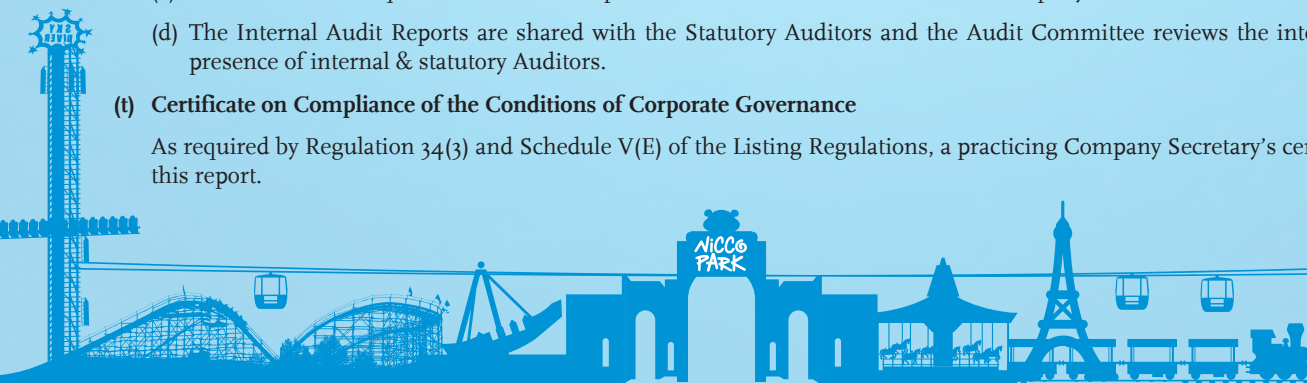 (d) The Internal Audit Reports are shared with the Statutory Auditors and the Audit Committee reviews the
presence of internal & statutory Auditors.
(t) Certificate on Compliance of the Conditions of Corporate Governance
As required by Regulation 34(3) and Schedule V(E) of the Listing Regulations, a practicing Company Secretary's
this report.
SKY
DIVER
NICCO
PARK